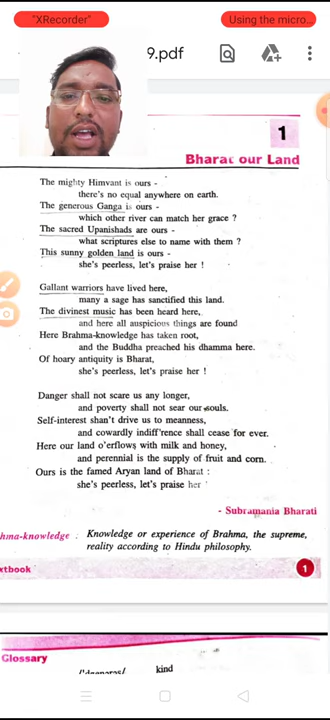 "XRecorder"
Using the micro...
9.pdf
1
Bharat our Land
The mighty Himvant is ours -
there's no equal anywhere on earth.
The generous Ganga is ours -
which other river can match her grace ?
The sacred Upanishads are ours -
what scriptures else to name with them ?
This sunny golden land is ours -
she's peerless, let's praise her !
Gallant warriors have lived here,
many a sage has sanctified this land.
The divinest music has been heard here,
and here all auspicious things are found
Here Brahma-knowledge has taken root,
and the Buddha preached his dhamma here.
Of hoary antiquity is Bharat,
she's peerless, let's praise her !
Danger shall not scare us any longer,
and poverty shall not sear our souls.
Self-interest shan't drive us to meanness,
and cowardly indiff'rence shall cease for ever.
Here our land o'erflows with milk and honey,
and perennial is the supply of fruit and corn.
Ours is the famed Aryan land of Bharat :
she's peerless, let's praise her
- Subramania Bharati
hma-knowledge : Knowledge or experience of Brahma, the supreme,
reality according to Hindu philosophy.
xtbook
1
Glossary
kind